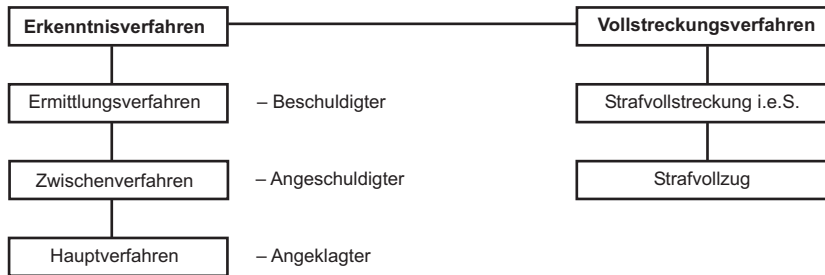 Erkenntnisverfahren
Vollstreckungsverfahren
Ermittlungsverfahren – Beschuldigter
Strafvollstreckung i.e.S.
Zwischenverfahren – Angeschuldigter
Strafvollzug
Hauptverfahren – Angeklagter